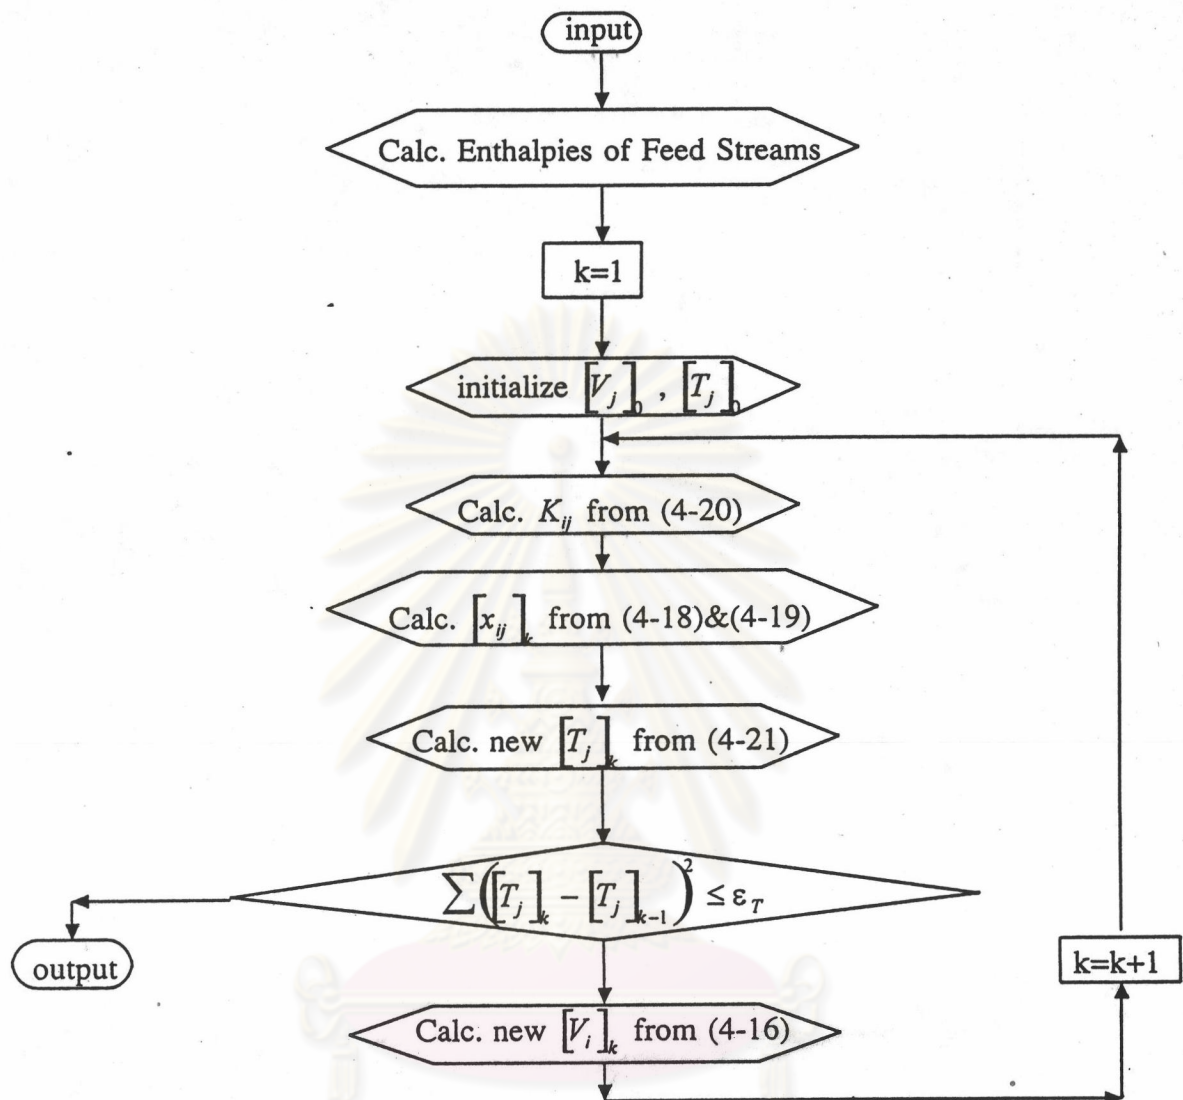 input
Calc. Enthalpies of Feed Streams
k=1
initialize [V_j]_0 , [T_j]_0
Calc. K_ij from (4-20)
Calc. [x_ij]_k from (4-18)&(4-19)
Calc. new [T_j]_k from (4-21)
∑([T_j]_k − [T_j]_k−1)² ≤ ε_T
output
k=k+1
Calc. new [V_i]_k from (4-16)